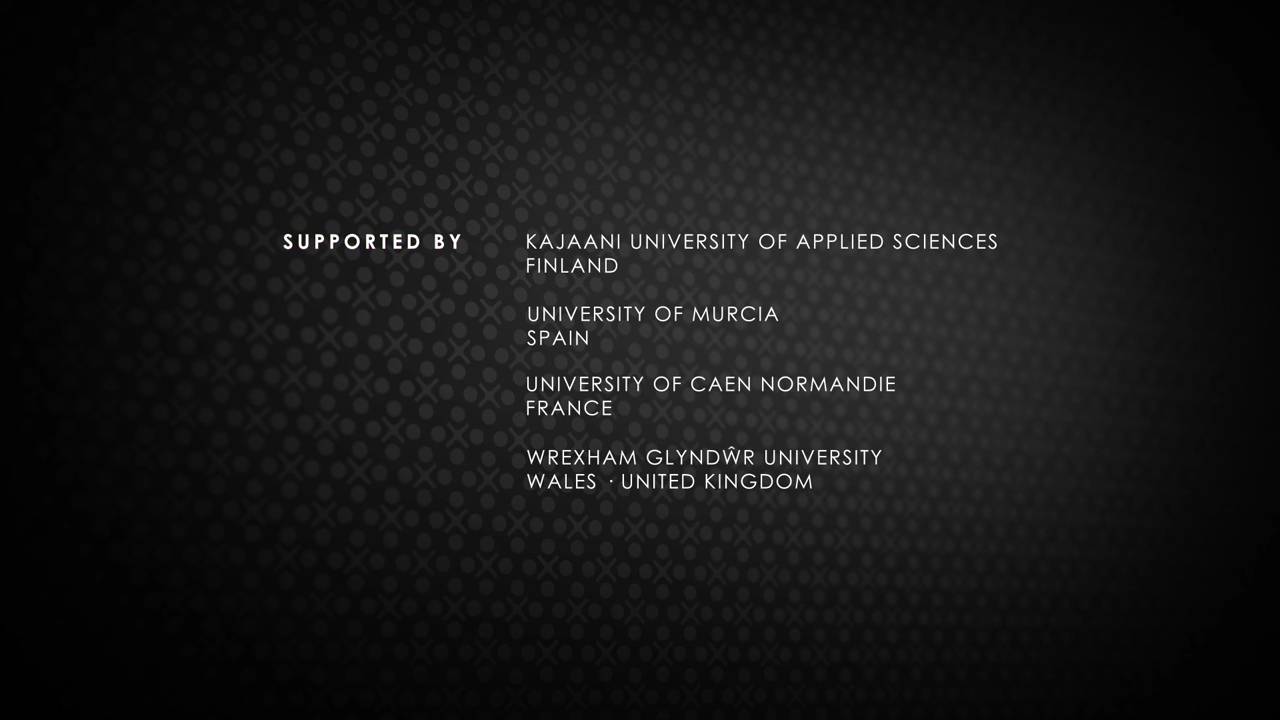 SUPPORTED BY
KAJAANI UNIVERSITY OF APPLIED SCIENCES
FINLAND
UNIVERSITY OF MURCIA
SPAIN
UNIVERSITY OF CAEN NORMANDIE
FRANCE
WREXHAM GLYNDŴR UNIVERSITY
WALES · UNITED KINGDOM